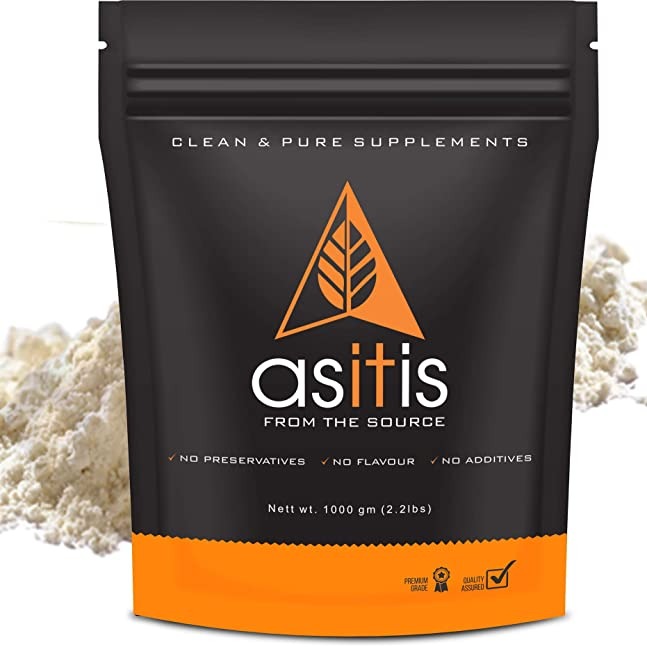 CLEAN & PURE SUPPLEMENTS
asitis
FROM THE SOURCE
✓ NO PRESERVATIVES ✓ NO FLAVOUR ✓ NO ADDITIVES
Nett wt. 1000 gm (2.2lbs)
PREMIUM GRADE
QUALITY ASSURED